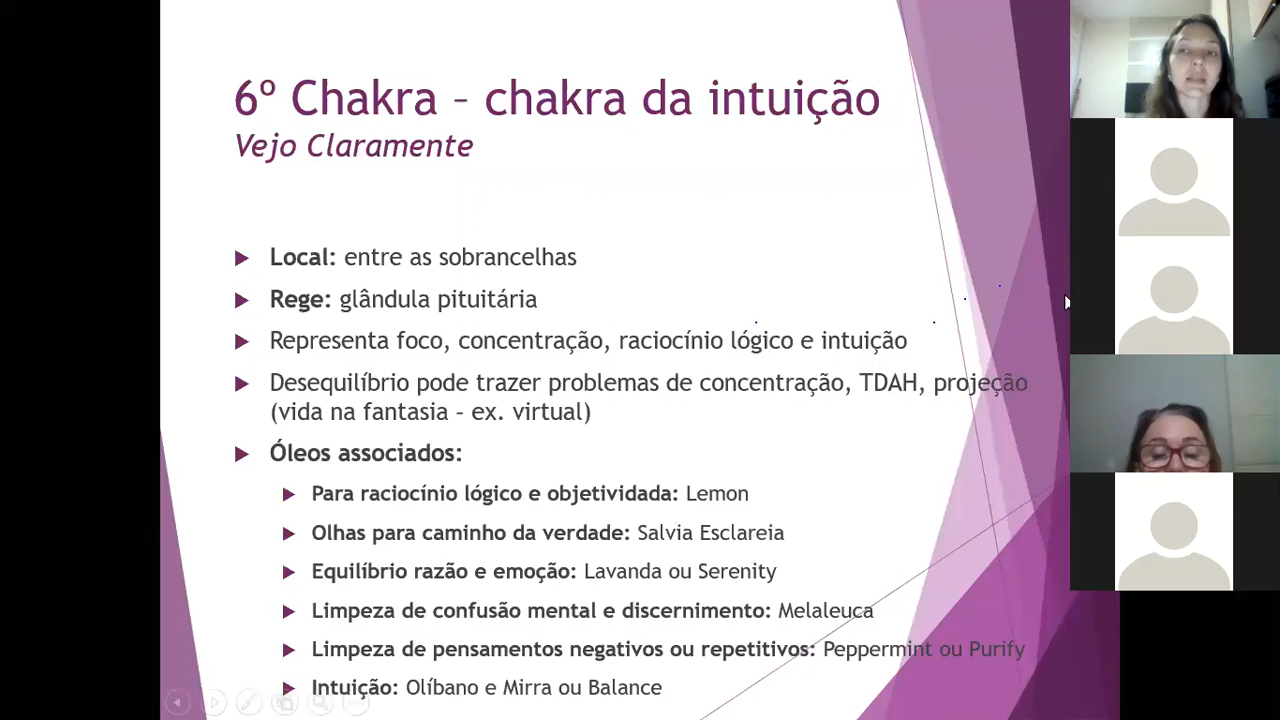 6º Chakra – chakra da intuição
Vejo Claramente
Local: entre as sobrancelhas
Rege: glândula pituitária
Representa foco, concentração, raciocínio lógico e intuição
Desequilíbrio pode trazer problemas de concentração, TDAH, projeção
(vida na fantasia – ex. virtual)
Óleos associados:
Para raciocínio lógico e objetividada: Lemon
Olhas para caminho da verdade: Salvia Esclareia
Equilíbrio razão e emoção: Lavanda ou Serenity
Limpeza de confusão mental e discernimento: Melaleuca
Limpeza de pensamentos negativos ou repetitivos: Peppermint ou Purify
Intuição: Olíbano e Mirra ou Balance